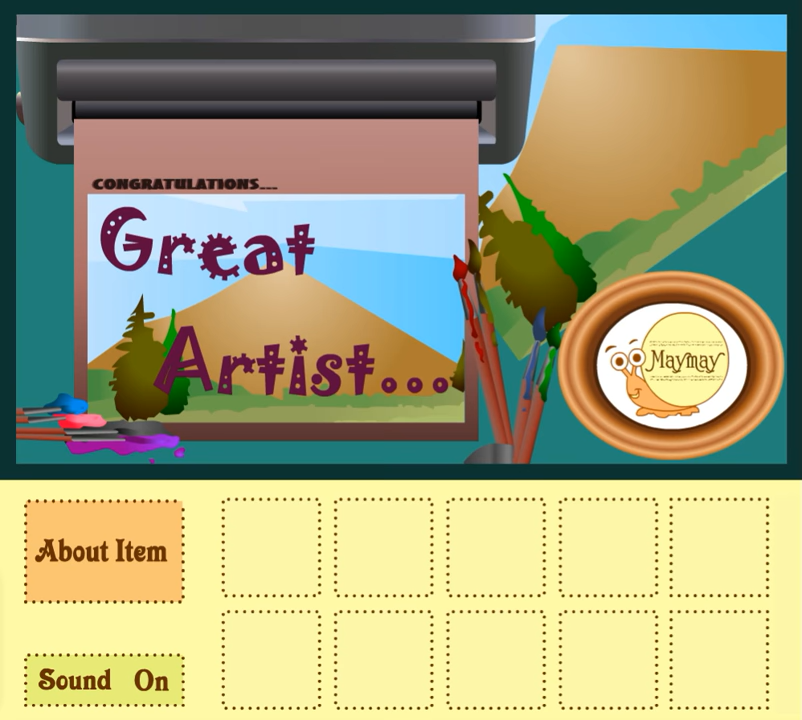 CONGRATULATIONS...
Great
Artist...
Maymay
About Item
Sound On